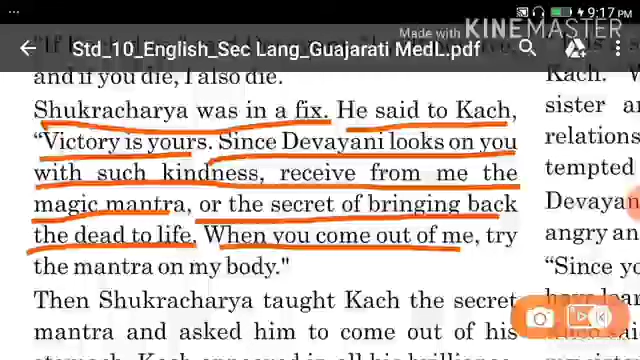 9:17 PM
Made with KINEMASTER
Std_10_English_Sec Lang_Guajarati MedL.pdf
and if you die, I also die.
Shukracharya was in a fix. He said to Kach,
"Victory is yours. Since Devayani looks on you
with such kindness, receive from me the
magic mantra, or the secret of bringing back
the dead to life. When you come out of me, try
the mantra on my body."
Then Shukracharya taught Kach the secret
mantra and asked him to come out of his
Kach. W
sister a
relations
tempted
Devayan
angry an
"Since yo